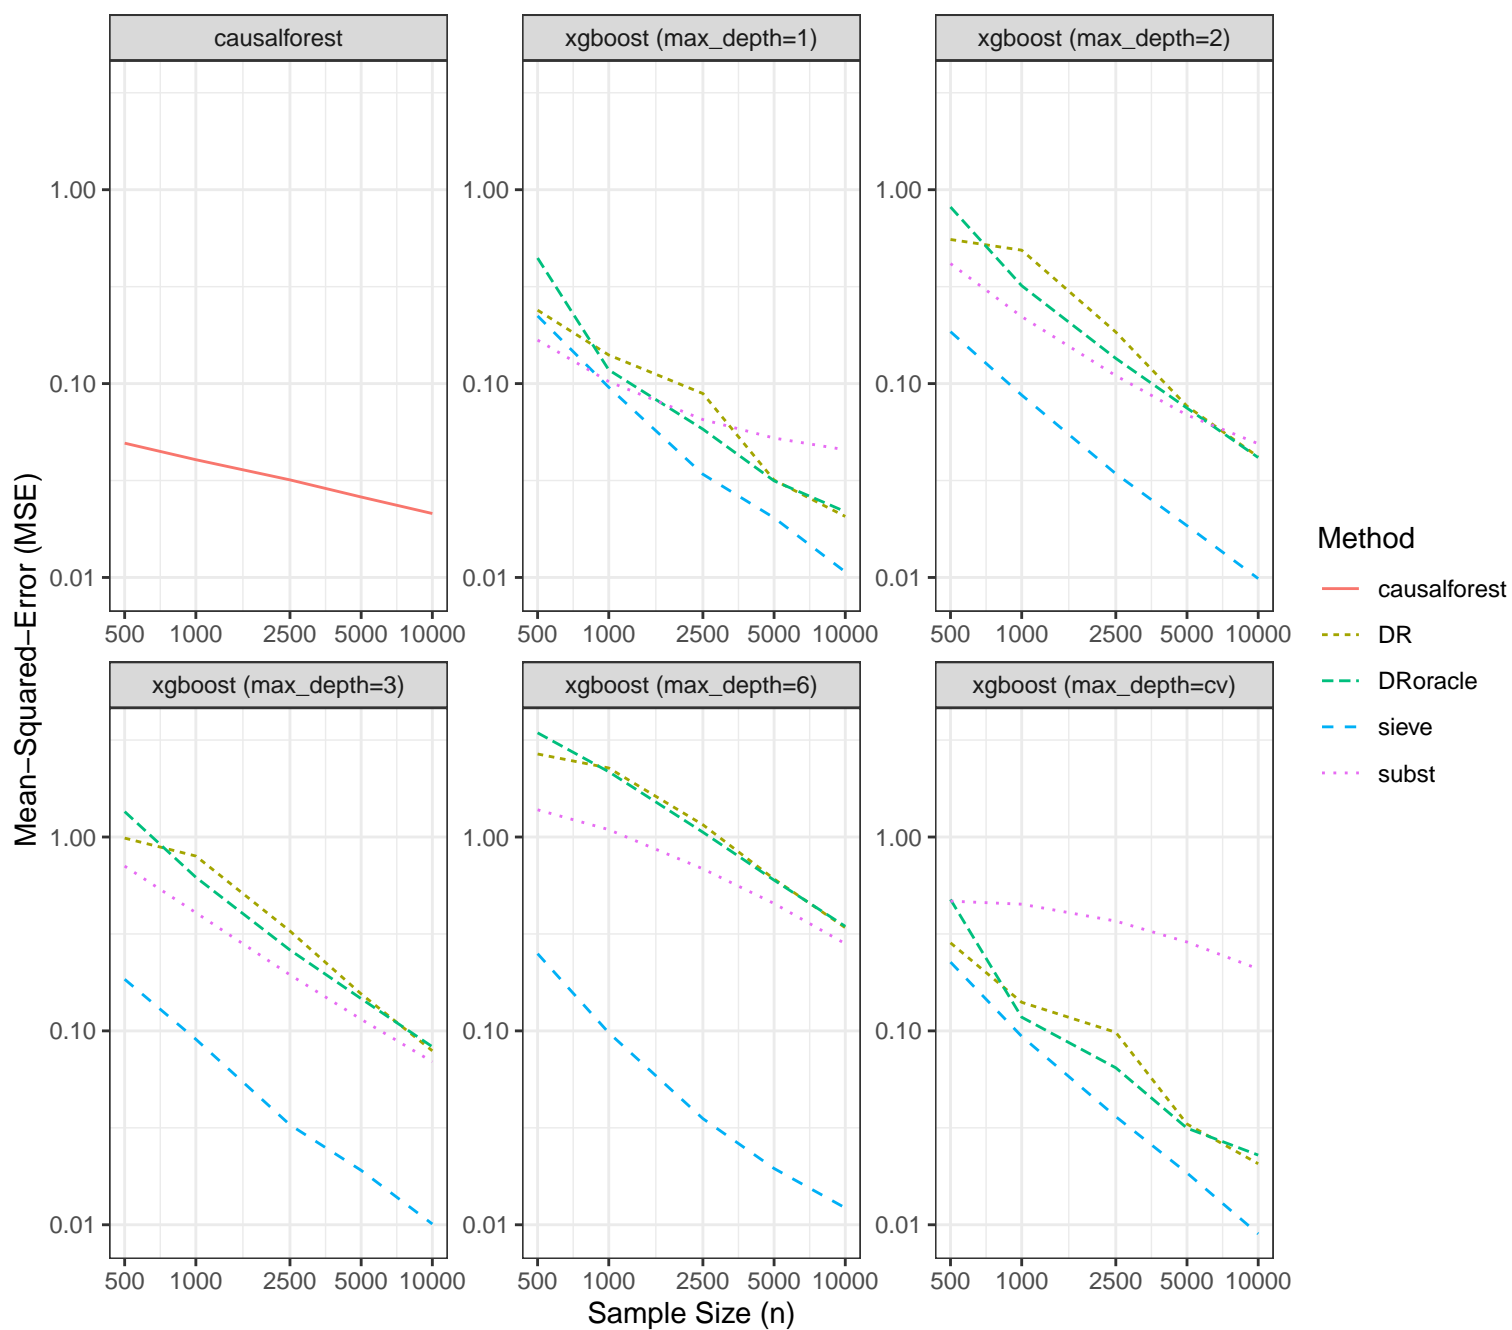 causalforest
xgboost (max_depth=1)
xgboost (max_depth=2)
1.00
0.10
0.01
1.00
0.10
0.01
1.00
0.10
0.01
500 1000 2500 5000 10000
500 1000 2500 5000 10000
500 1000 2500 5000 10000
xgboost (max_depth=3)
xgboost (max_depth=6)
xgboost (max_depth=cv)
1.00
0.10
0.01
1.00
0.10
0.01
1.00
0.10
0.01
500 1000 2500 5000 10000
500 1000 2500 5000 10000
500 1000 2500 5000 10000
Sample Size (n)
Mean−Squared−Error (MSE)
Method
causalforest
DR
DRoracle
sieve
subst